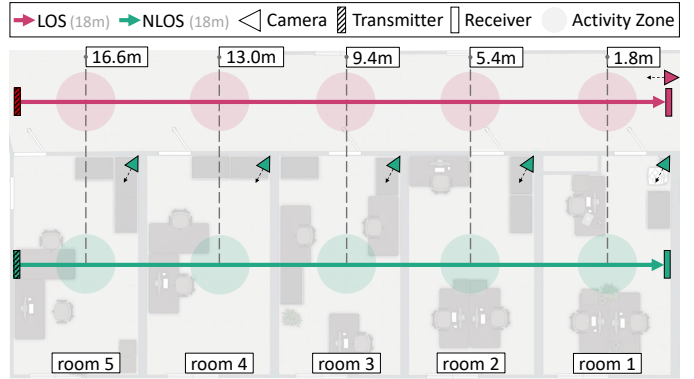 LOS (18m) NLOS (18m) Camera Transmitter Receiver Activity Zone
16.6m 13.0m 9.4m 5.4m 1.8m
room 5 room 4 room 3 room 2 room 1